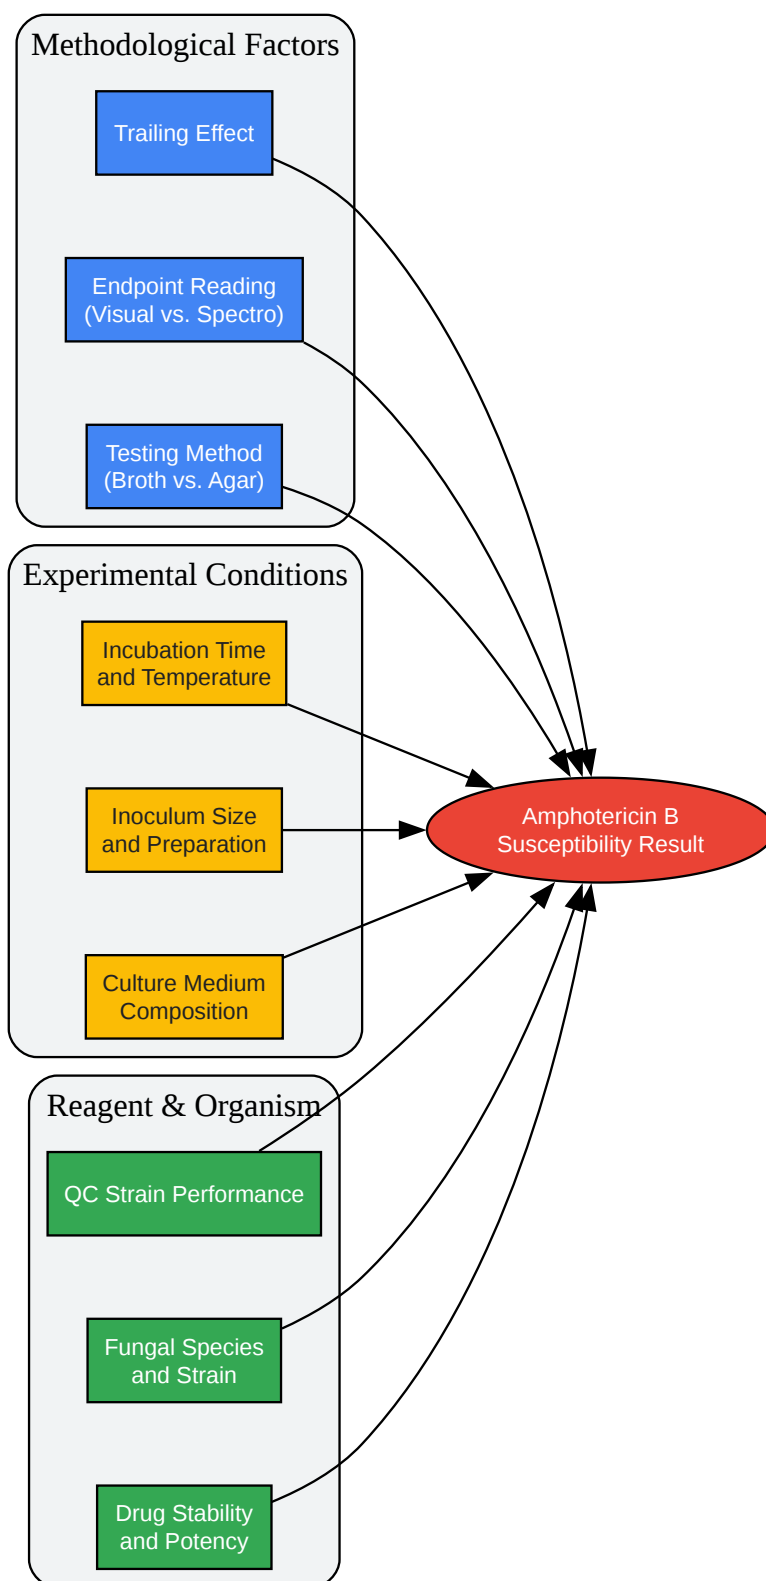 Methodological Factors
Trailing Effect
Endpoint Reading
(Visual vs. Spectro)
Testing Method
(Broth vs. Agar)
Experimental Conditions
Incubation Time
and Temperature
Inoculum Size
and Preparation
Culture Medium
Composition
Reagent & Organism
QC Strain Performance
Fungal Species
and Strain
Drug Stability
and Potency
Amphotericin B
Susceptibility Result